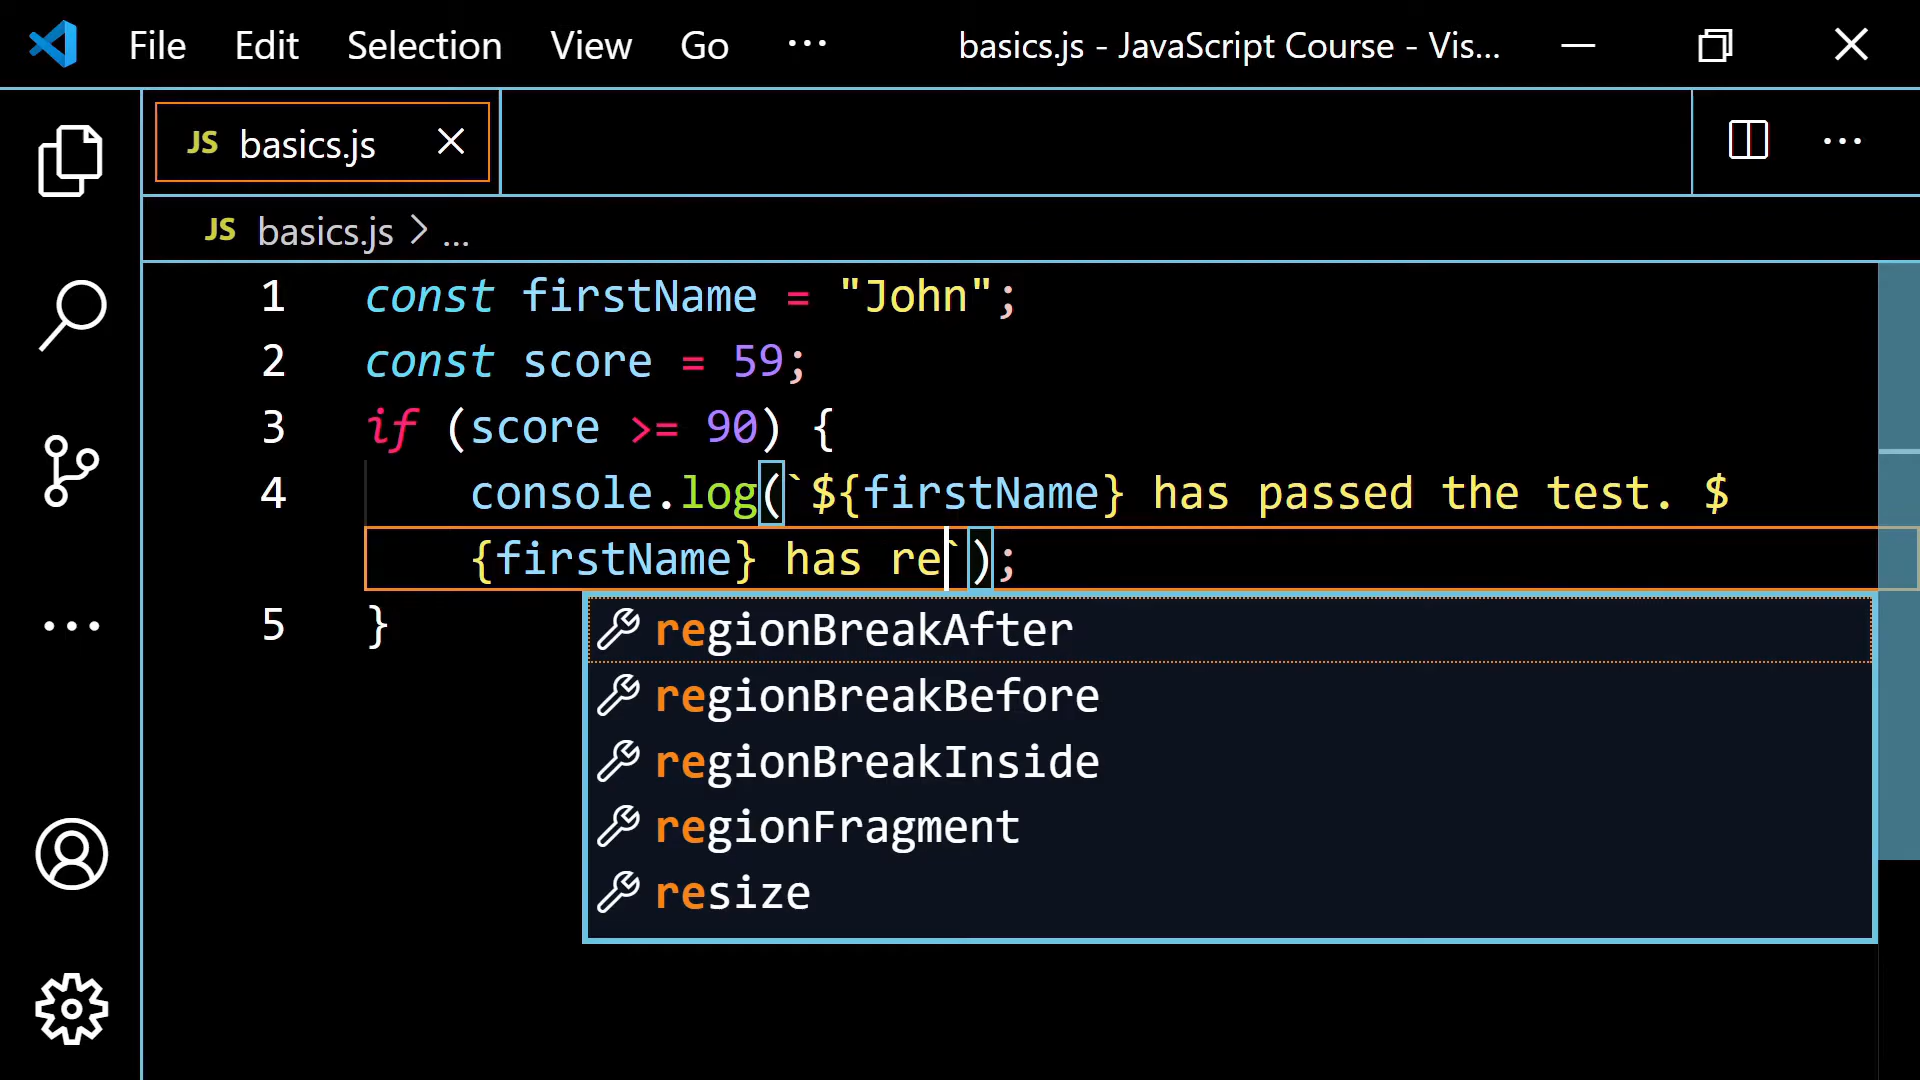 File Edit Selection View Go ··· basics.js - JavaScript Course - Vis...
JS basics.js
JS basics.js > ...
1 const firstName = "John";
2 const score = 59;
3 if (score >= 90) {
4 console.log(`${firstName} has passed the test. $
{firstName} has re`);
5 }
regionBreakAfter
regionBreakBefore
regionBreakInside
regionFragment
resize